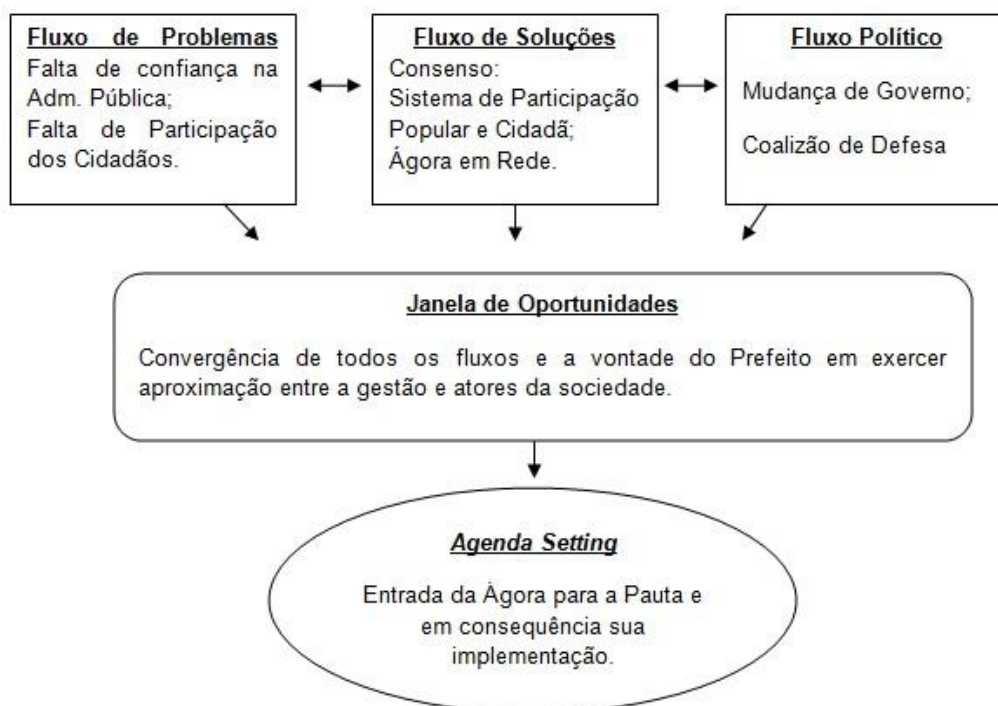 Fluxo de Problemas
Falta de confiança na
Adm. Pública;
Falta de Participação
dos Cidadãos.
Fluxo de Soluções
Consenso:
Sistema de Participação
Popular e Cidadã;
Ágora em Rede.
Fluxo Político
Mudança de Governo;
Coalizão de Defesa
Janela de Oportunidades
Convergência de todos os fluxos e a vontade do Prefeito em exercer
aproximação entre a gestão e atores da sociedade.
Agenda Setting
Entrada da Ágora para a Pauta e
em consequência sua
implementação.